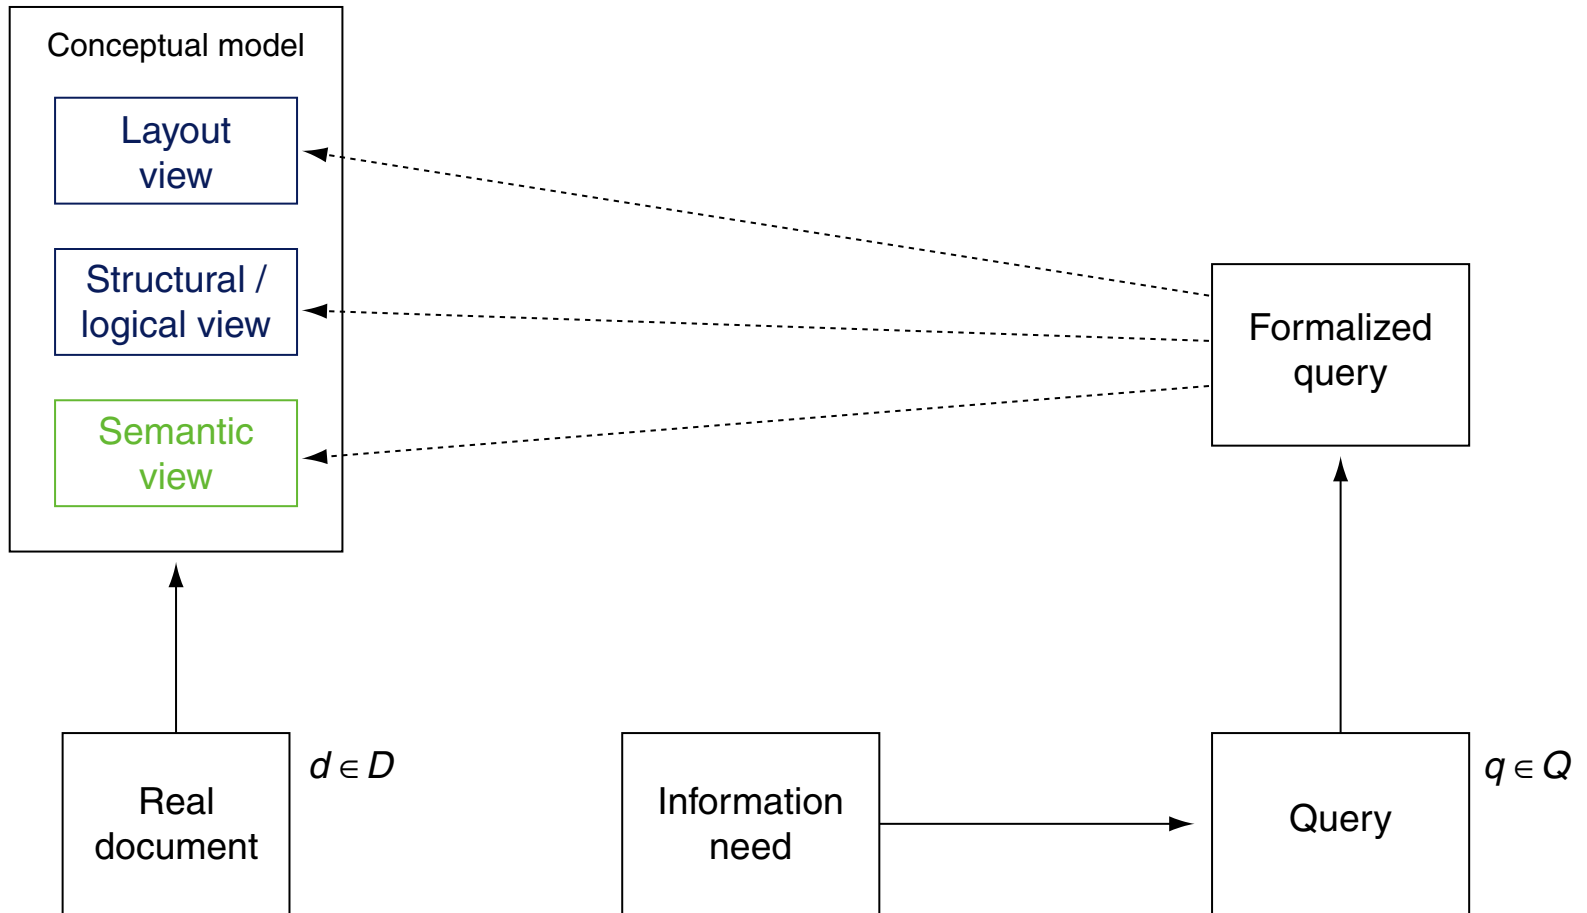 Conceptual model
Layout
view
Structural /
logical view
Semantic
view
Formalized
query
Real
document
d ∈ D
Information
need
Query
q ∈ Q